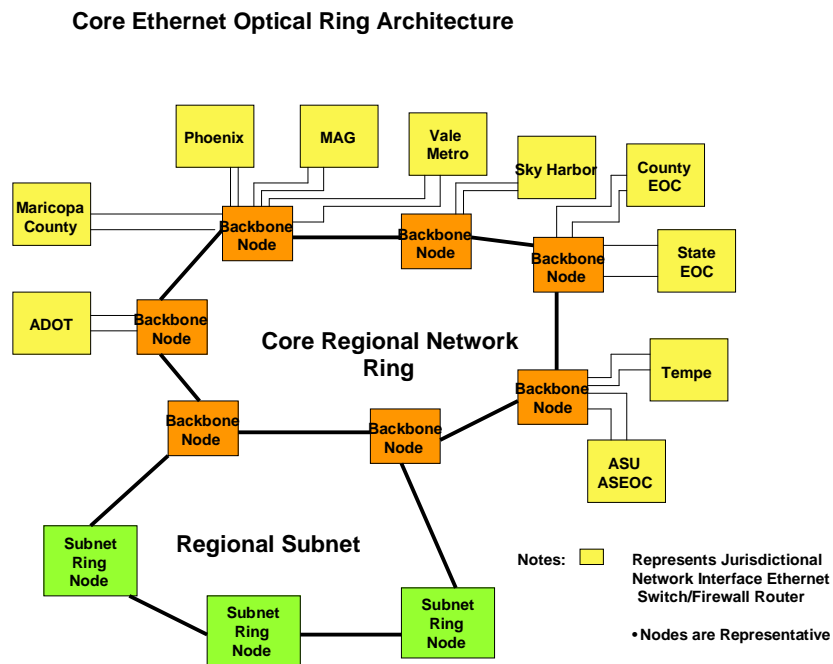 Core Ethernet Optical Ring Architecture
Phoenix
MAG
Vale
Metro
Sky Harbor
County
EOC
Maricopa
County
Backbone
Node
Backbone
Node
Backbone
Node
State
EOC
ADOT
Backbone
Node
Core Regional Network
Ring
Backbone
Node
Tempe
Backbone
Node
Backbone
Node
ASU
ASEOC
Regional Subnet
Subnet
Ring
Node
Subnet
Ring
Node
Subnet
Ring
Node
Notes:
Represents Jurisdictional
Network Interface Ethernet
Switch/Firewall Router
• Nodes are Representative